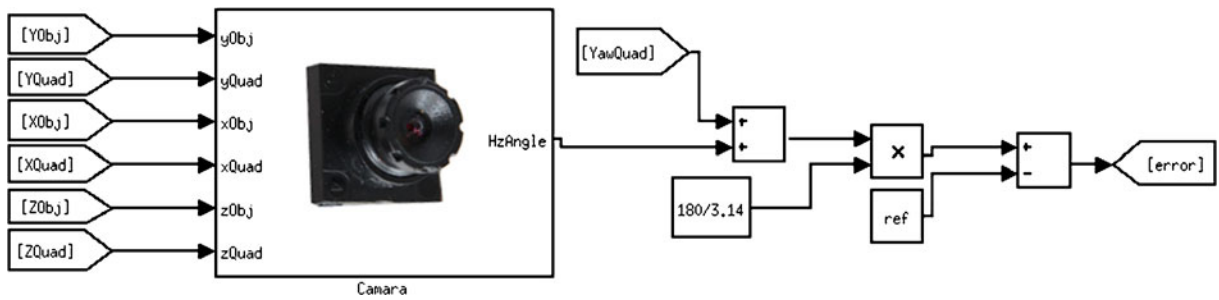 [YObj]
yObj
[YQuad]
yQuad
[XObj]
xObj
[XQuad]
xQuad
[ZObj]
zObj
[ZQuad]
zQuad
HzAngle
Camara
[YawQuad]
+
+
180/3.14
×
ref
+
-
[error]